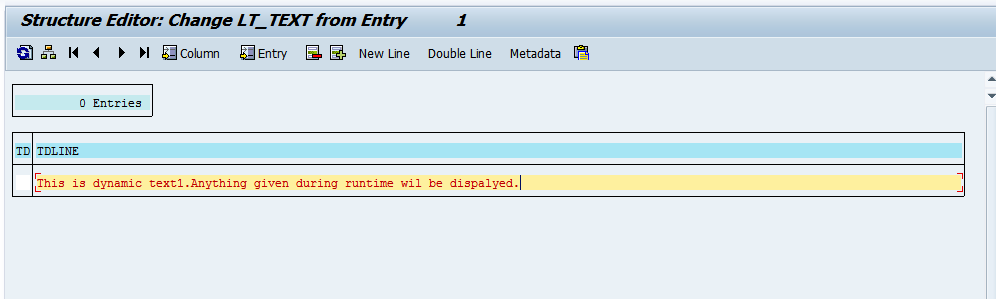 Structure Editor: Change LT_TEXT from Entry 1
Column Entry New Line Double Line Metadata
0 Entries
TD TDLINE
This is dynamic text1.Anything given during runtime wil be dispalyed.